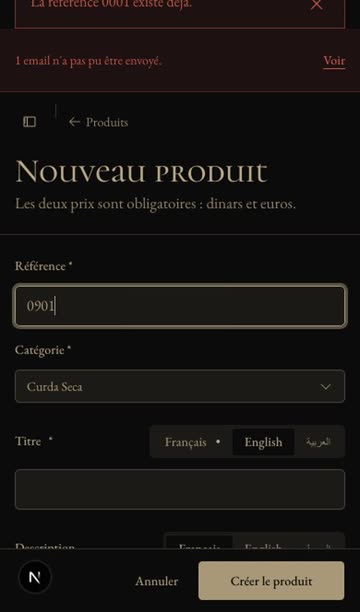 La référence 0001 existe déjà.
1 email n'a pas pu être envoyé. Voir
← Produits
Nouveau produit
Les deux prix sont obligatoires : dinars et euros.
Référence *
0901
Catégorie *
Curda Seca
Titre * Français • English العربية
Description Français English
N Annuler Créer le produit